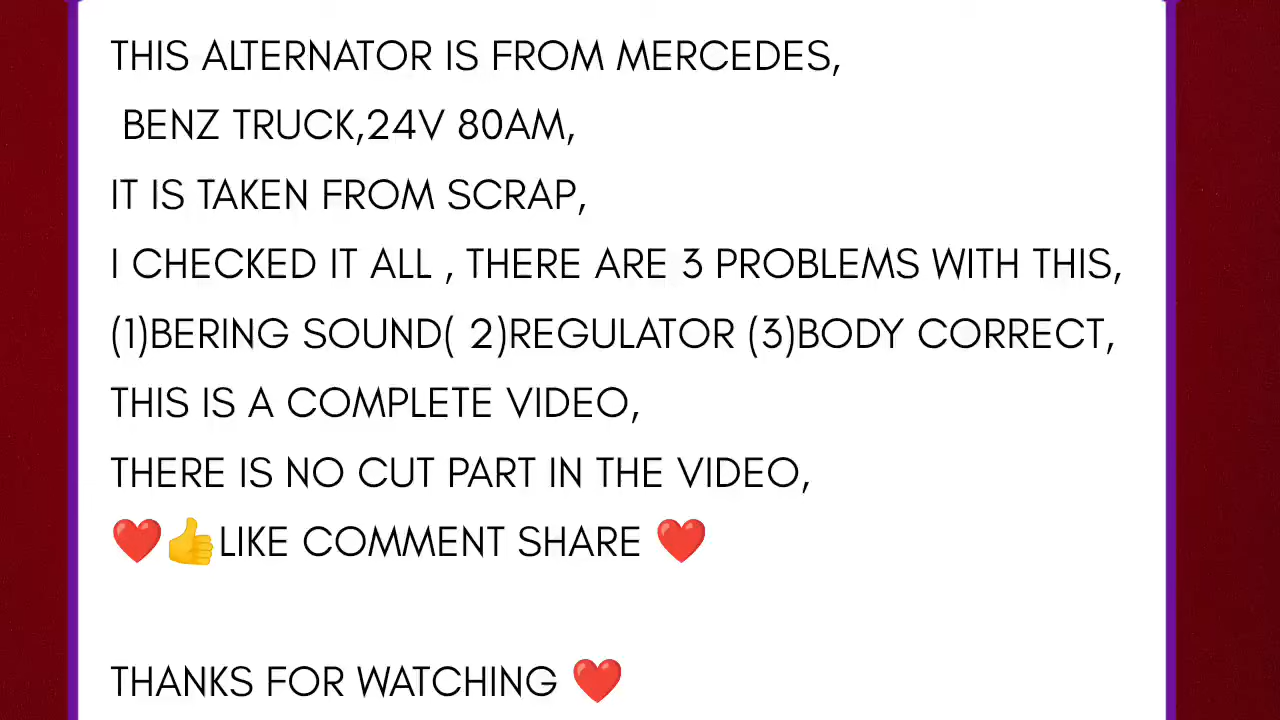 THIS ALTERNATOR IS FROM MERCEDES,
BENZ TRUCK,24V 80AM,
IT IS TAKEN FROM SCRAP,
I CHECKED IT ALL , THERE ARE 3 PROBLEMS WITH THIS,
(1)BERING SOUND( 2)REGULATOR (3)BODY CORRECT,
THIS IS A COMPLETE VIDEO,
THERE IS NO CUT PART IN THE VIDEO,
❤️👍LIKE COMMENT SHARE ❤️
THANKS FOR WATCHING ❤️